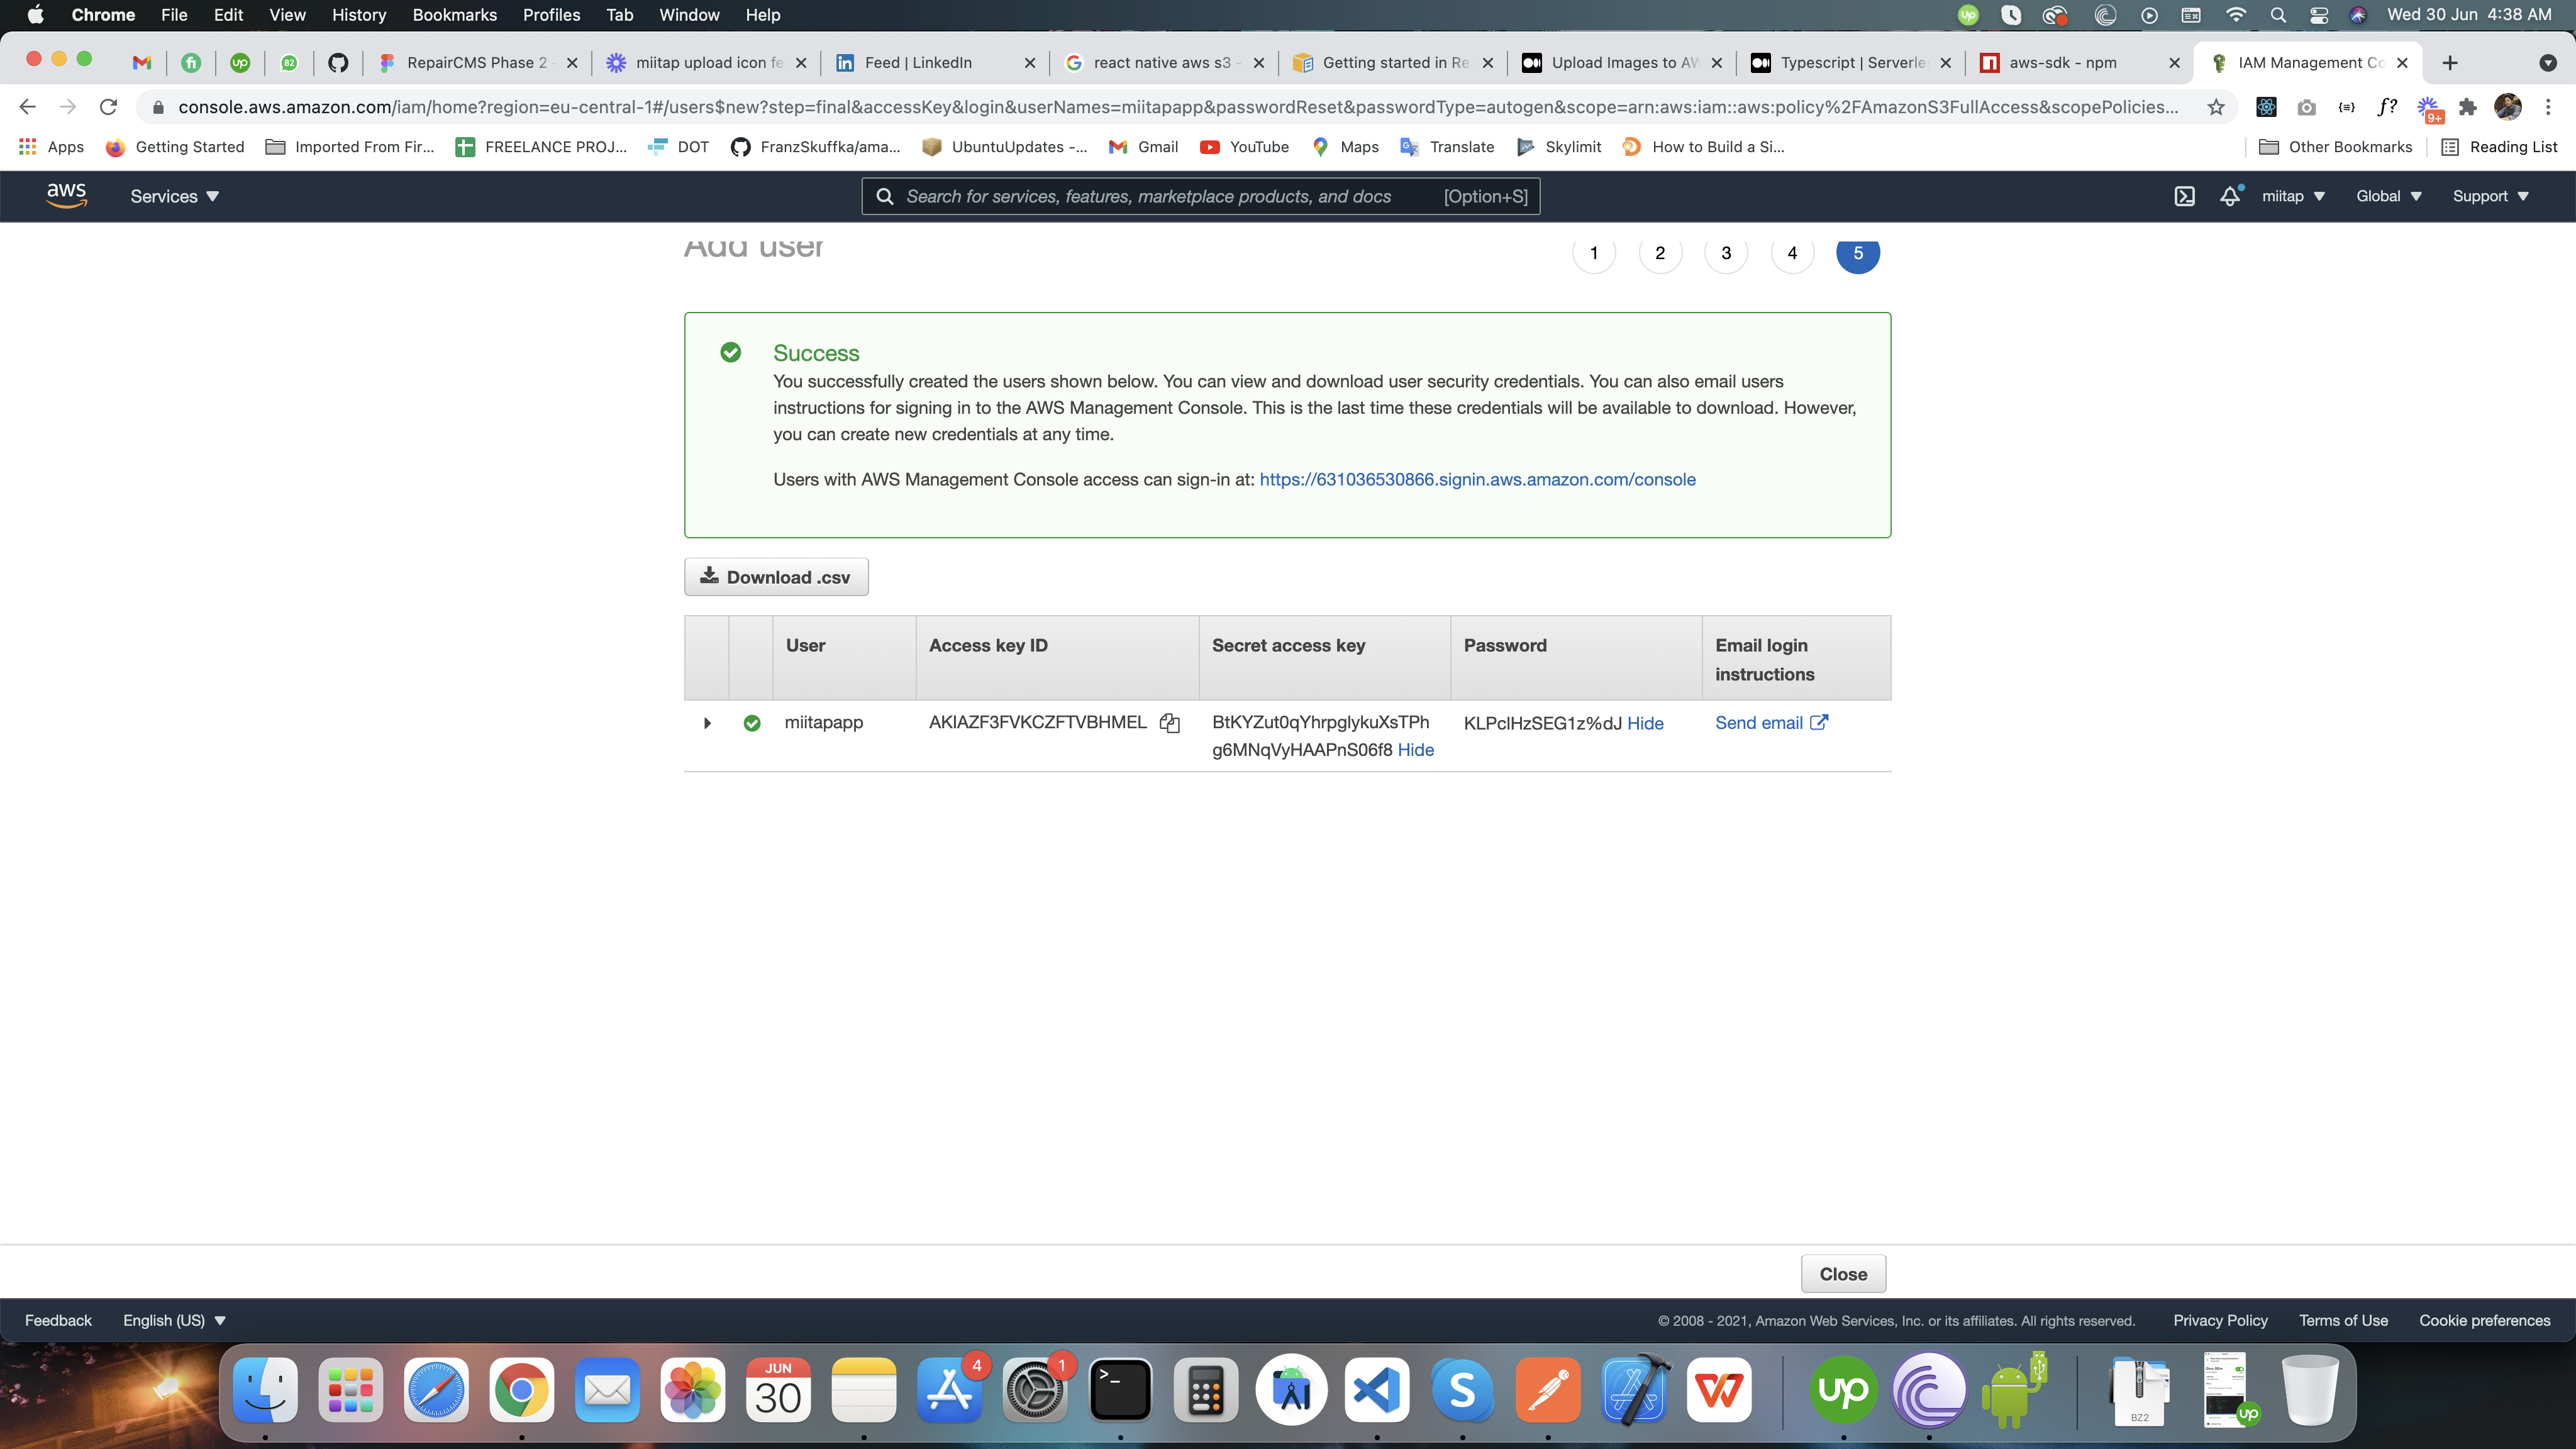 Chrome File Edit View History Bookmarks Profiles Tab Window Help
Wed 30 Jun 4:38 AM
RepairCMS Phase 2
miitap upload icon fe
Feed | LinkedIn
react native aws s3 -
Getting started in Re
Upload Images to AW
Typescript | Serverle
aws-sdk - npm
IAM Management Co
console.aws.amazon.com/iam/home?region=eu-central-1#/users$new?step=final&accessKey&login&userNames=miitapapp&passwordReset&passwordType=autogen&scope=arn:aws:iam::aws:policy%2FAmazonS3FullAccess&scopePolicies...
f?
9+
Apps Getting Started Imported From Fir... FREELANCE PROJ... DOT FranzSkuffka/ama... UbuntuUpdates -... Gmail YouTube Maps Translate Skylimit How to Build a Si... Other Bookmarks Reading List
aws Services Search for services, features, marketplace products, and docs [Option+S] miitap Global Support
Add user 1 2 3 4 5
Success
You successfully created the users shown below. You can view and download user security credentials. You can also email users
instructions for signing in to the AWS Management Console. This is the last time these credentials will be available to download. However,
you can create new credentials at any time.
Users with AWS Management Console access can sign-in at: https://631036530866.signin.aws.amazon.com/console
Download .csv
User Access key ID Secret access key Password Email login
instructions
miitapapp Hide Send email
Hide
Close
Feedback English (US) © 2008 - 2021, Amazon Web Services, Inc. or its affiliates. All rights reserved. Privacy Policy Terms of Use Cookie preferences
JUN
30
4
1
up
BZ2
up